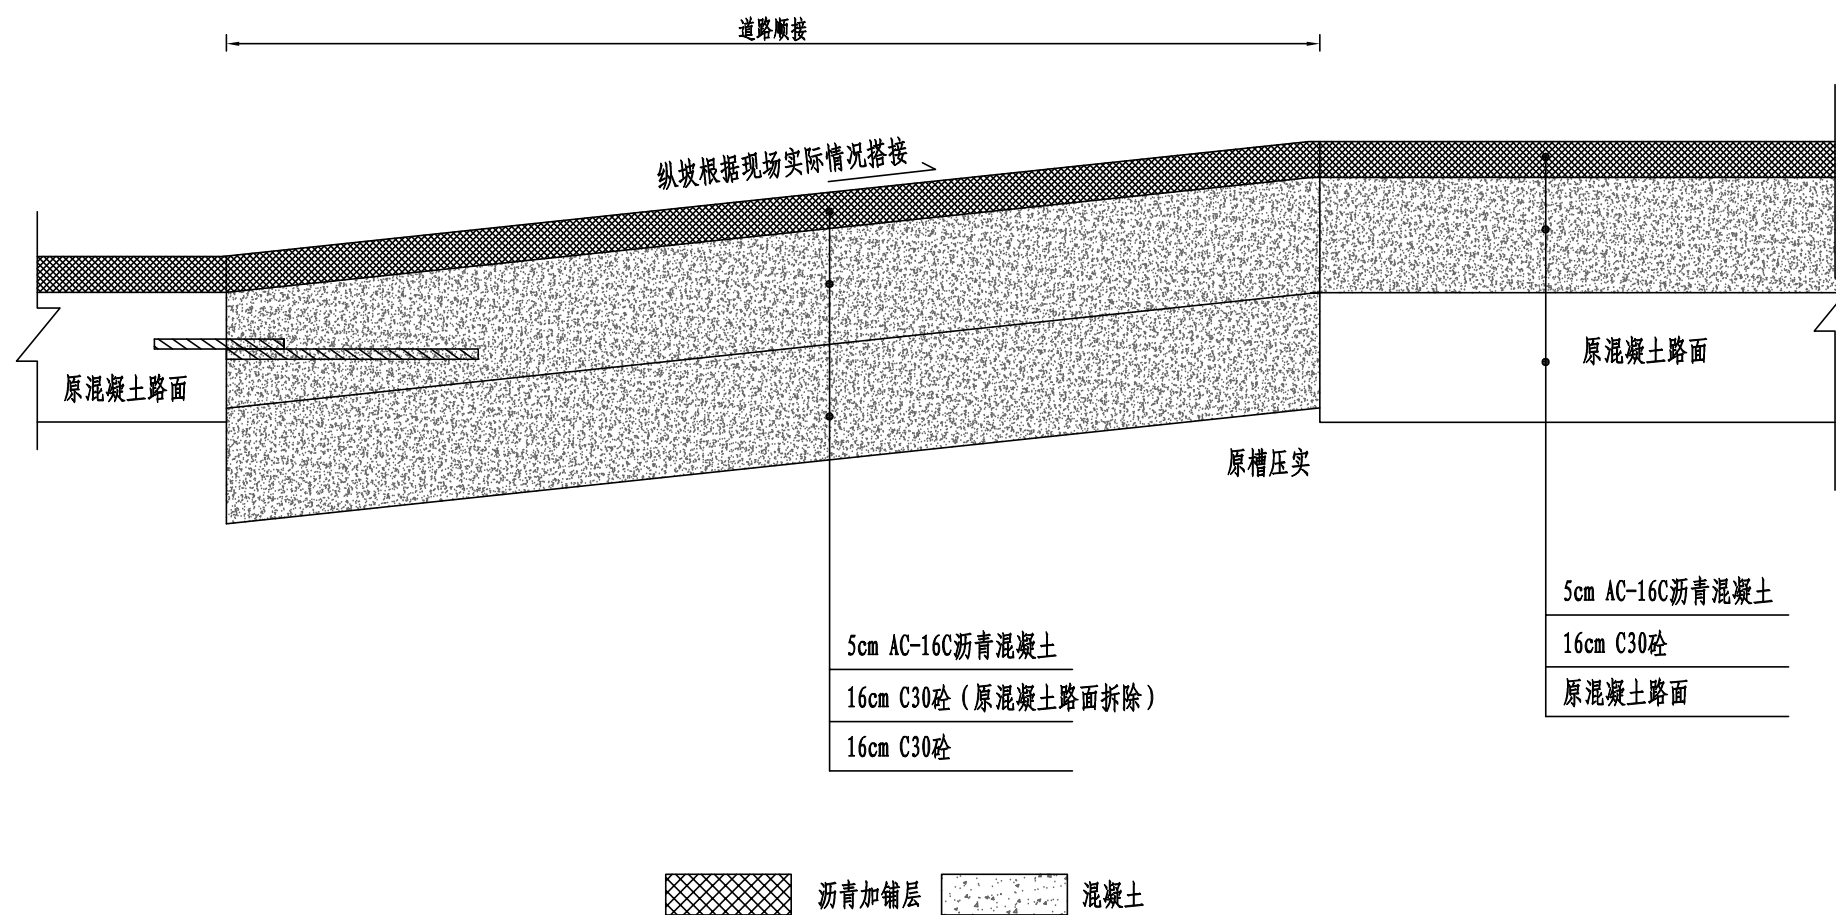 道路顺接
纵坡根据现场实际情况搭接
原混凝土路面
原混凝土路面
原槽压实
5cm AC-16C沥青混凝土
16cm C30砼（原混凝土路面拆除）
16cm C30砼
5cm AC-16C沥青混凝土
16cm C30砼
原混凝土路面
沥青加铺层
混凝土